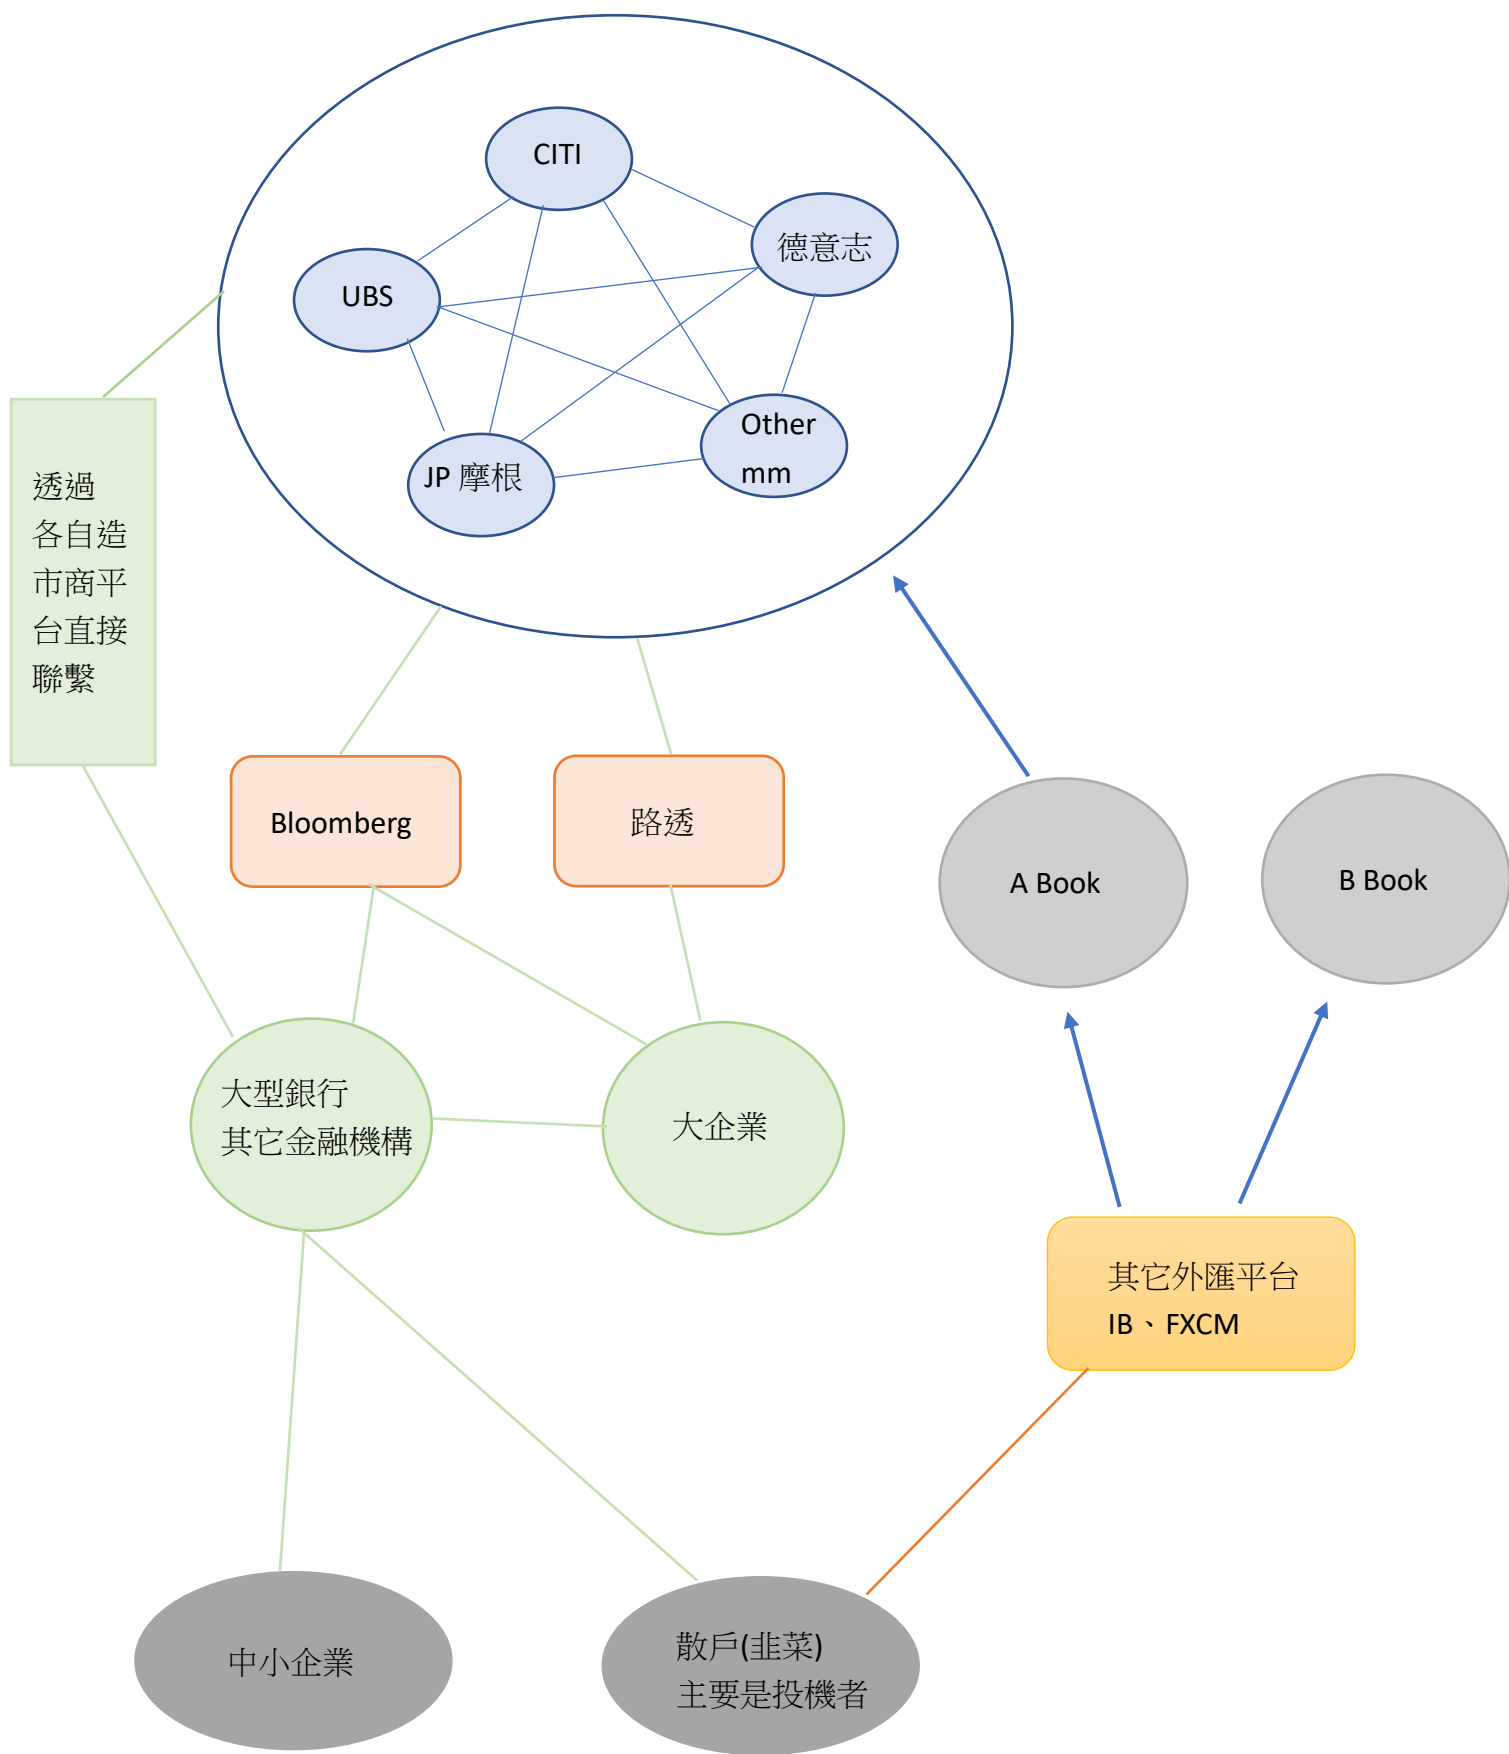 CITI
德意志
UBS
Other
mm
JP 摩根
透過
各自造
市商平
台直接
聯繫
Bloomberg
路透
A Book
B Book
大型銀行
其它金融機構
大企業
其它外匯平台
IB、FXCM
中小企業
散戶(韭菜)
主要是投機者